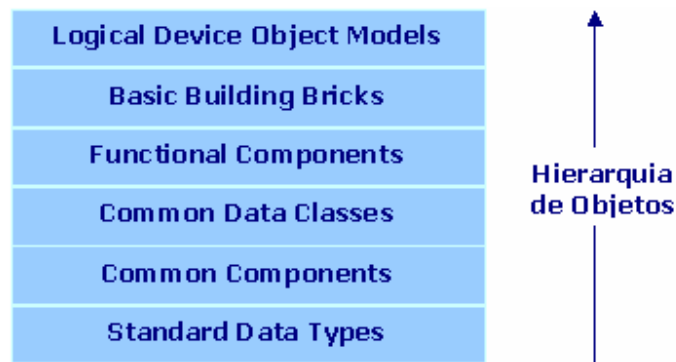 Logical Device Object Models
Basic Building Bricks
Functional Components
Common Data Classes
Common Components
Standard Data Types
Hierarquia
de Objetos